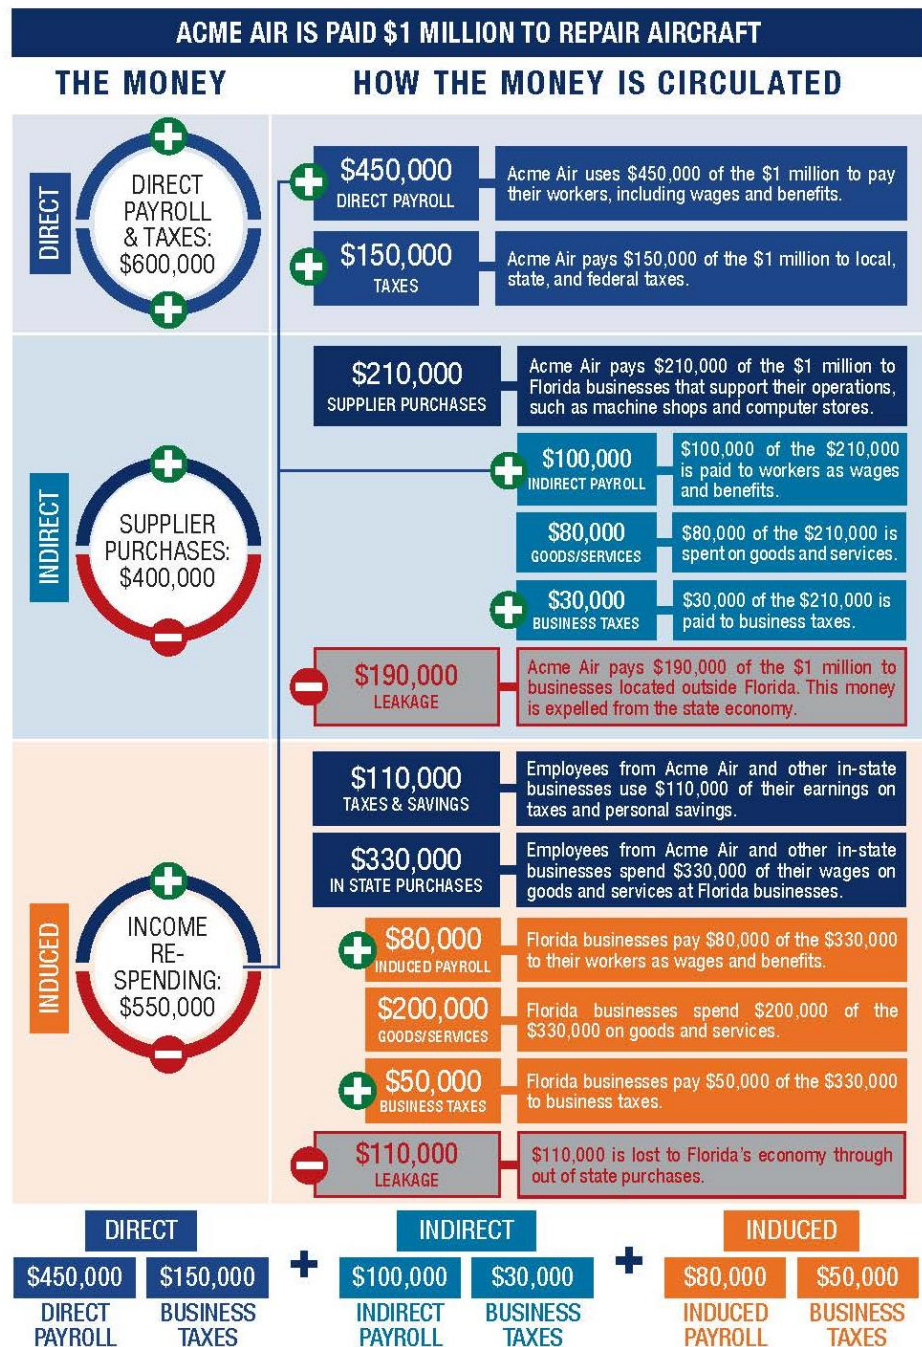 ACME AIR IS PAID $1 MILLION TO REPAIR AIRCRAFT
THE MONEY
HOW THE MONEY IS CIRCULATED
DIRECT
DIRECT
PAYROLL
& TAXES:
$600,000
$450,000
DIRECT PAYROLL
Acme Air uses $450,000 of the $1 million to pay
their workers, including wages and benefits.
$150,000
TAXES
Acme Air pays $150,000 of the $1 million to local,
state, and federal taxes.
INDIRECT
SUPPLIER
PURCHASES:
$400,000
$210,000
SUPPLIER PURCHASES
Acme Air pays $210,000 of the $1 million to
Florida businesses that support their operations,
such as machine shops and computer stores.
$100,000
INDIRECT PAYROLL
$100,000 of the $210,000
is paid to workers as wages
and benefits.
$80,000
GOODS/SERVICES
$80,000 of the $210,000 is
spent on goods and services.
$30,000
BUSINESS TAXES
$30,000 of the $210,000 is
paid to business taxes.
$190,000
LEAKAGE
Acme Air pays $190,000 of the $1 million to
businesses located outside Florida. This money
is expelled from the state economy.
INDUCED
INCOME
RE-
SPENDING:
$550,000
$110,000
TAXES & SAVINGS
Employees from Acme Air and other in-state
businesses use $110,000 of their earnings on
taxes and personal savings.
$330,000
IN STATE PURCHASES
Employees from Acme Air and other in-state
businesses spend $330,000 of their wages on
goods and services at Florida businesses.
$80,000
INDUCED PAYROLL
Florida businesses pay $80,000 of the $330,000
to their workers as wages and benefits.
$200,000
GOODS/SERVICES
Florida businesses spend $200,000 of the
$330,000 on goods and services.
$50,000
BUSINESS TAXES
Florida businesses pay $50,000 of the $330,000
to business taxes.
$110,000
LEAKAGE
$110,000 is lost to Florida's economy through
out of state purchases.
DIRECT
$450,000
DIRECT
PAYROLL
$150,000
BUSINESS
TAXES
+
INDIRECT
$100,000
INDIRECT
PAYROLL
$30,000
BUSINESS
TAXES
+
INDUCED
$80,000
INDUCED
PAYROLL
$50,000
BUSINESS
TAXES